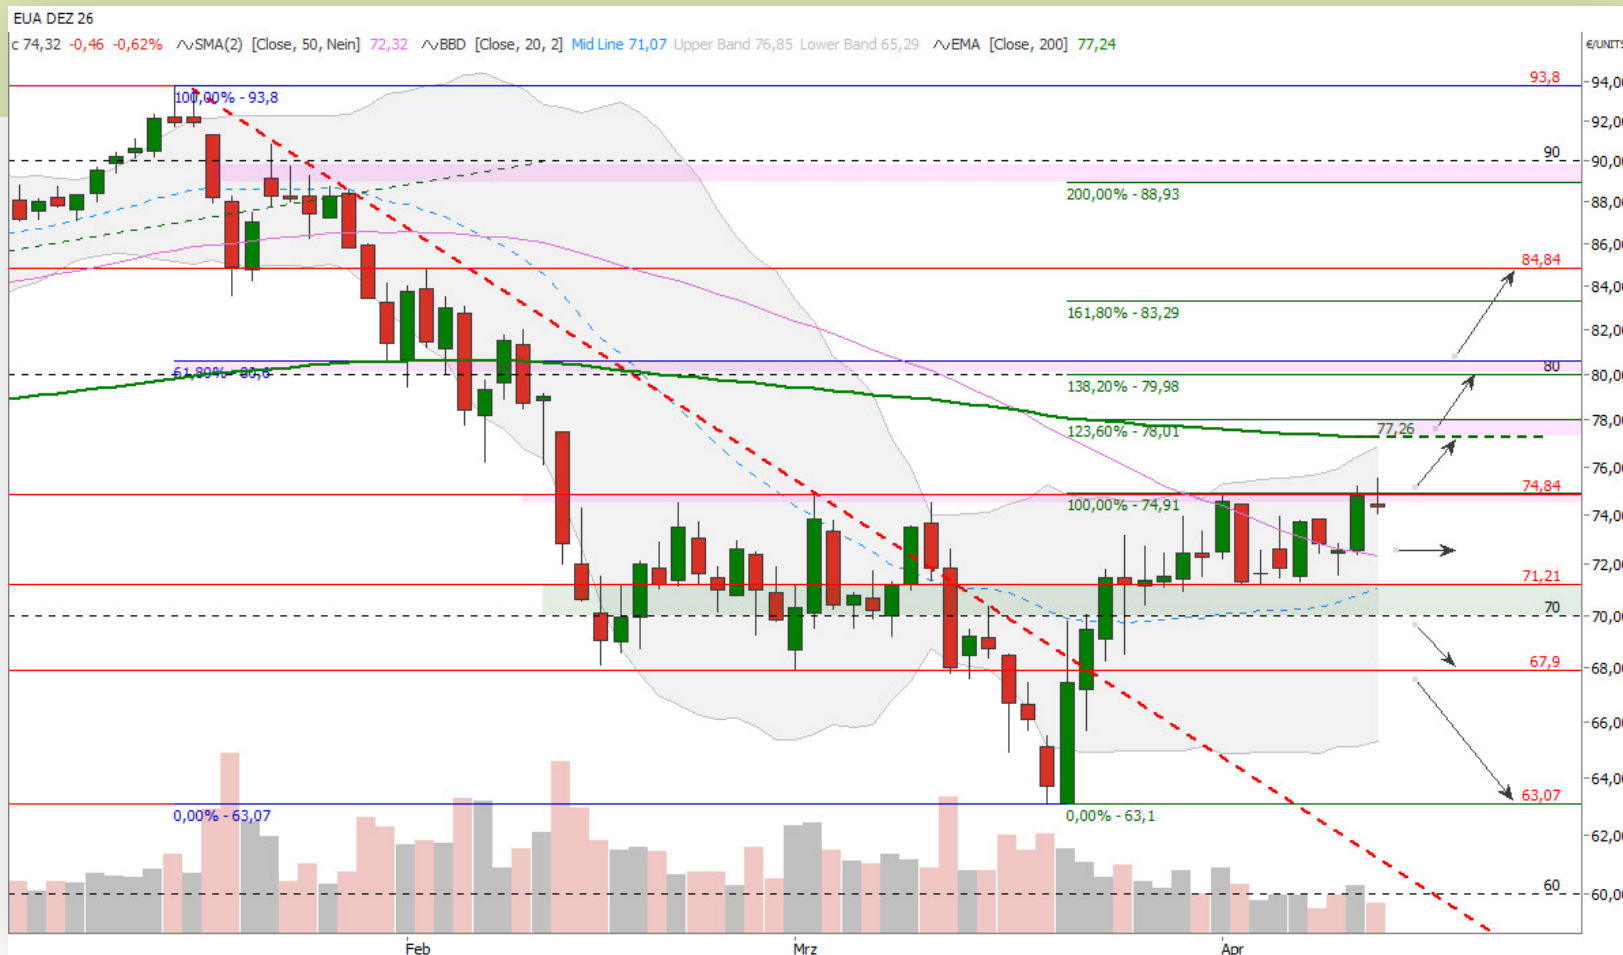 EUA DEZ 26
c 74,32 -0,46 -0,62% SMA(2) [Close, 50, Nein] 72,32 BBD [Close, 20, 2] Mid Line 71,07 Upper Band 76,85 Lower Band 65,29 EMA [Close, 200] 77,24
€/UNITS
93,8
94,00
100,00% - 93,8
92,00
90
90,00
200,00% - 88,93
88,00
86,00
84,84
84,00
161,80% - 83,29
82,00
61,80% - 80,6
80
80,00
138,20% - 79,98
78,00
123,60% - 78,01
77,26
76,00
74,84
100,00% - 74,91
74,00
72,00
71,21
70
70,00
67,9
68,00
66,00
64,00
63,07
0,00% - 63,07
0,00% - 63,1
62,00
60
60,00
Feb
Mrz
Apr